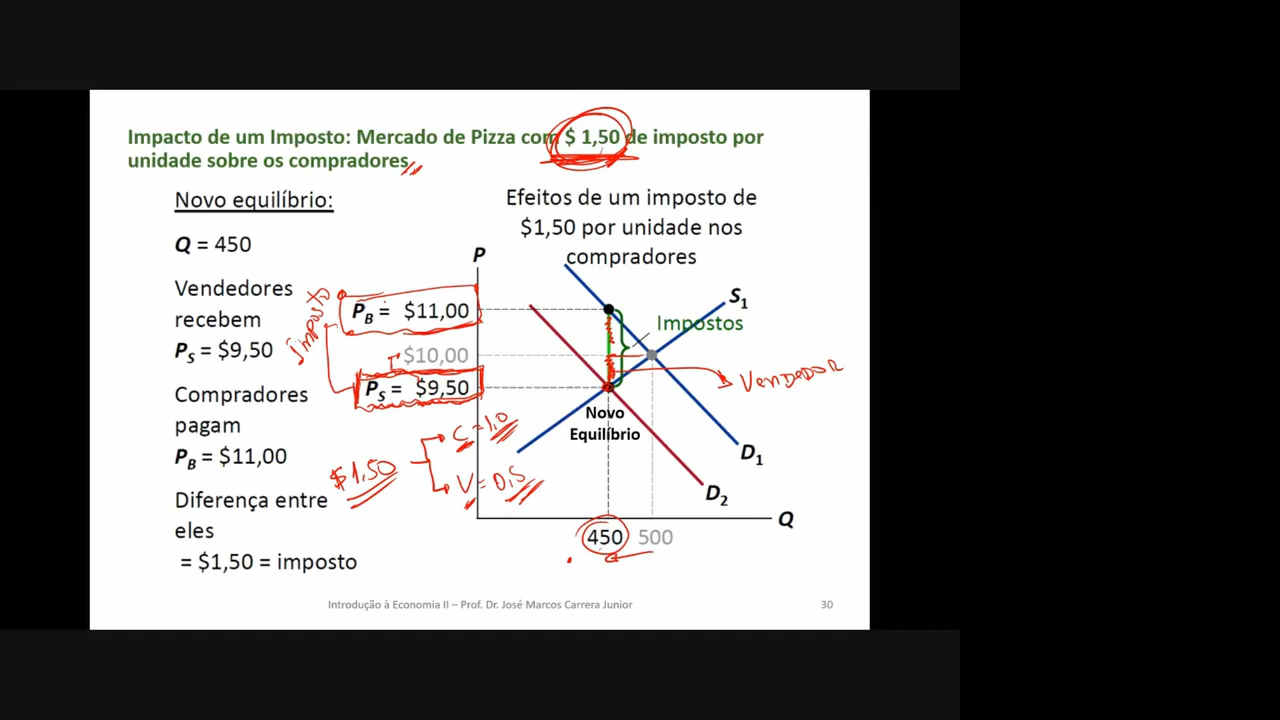 Impacto de um Imposto: Mercado de Pizza com $ 1,50 de imposto por
unidade sobre os compradores
Novo equilíbrio:
Q = 450
Vendedores
recebem
PS = $9,50
Compradores
pagam
PB = $11,00
Diferença entre
eles
= $1,50 = imposto
Efeitos de um imposto de
$1,50 por unidade nos
compradores
P
S1
PB = $11,00
Impostos
Imposto
$10,00
PS = $9,50
VENDEDOR
Novo
Equilíbrio
C = 1,0
$1,50
V = 0,5
D1
D2
Q
450 500
Introdução à Economia II – Prof. Dr. José Marcos Carrera Junior
30